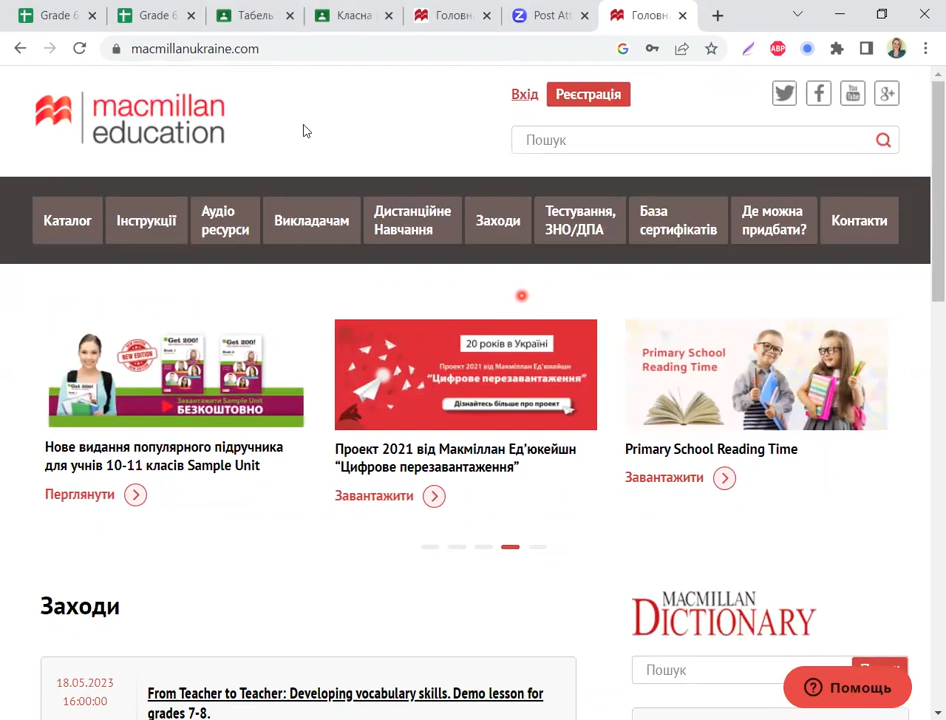 Grade 6
Grade 6
Табель
Класна
Головн
Post At
Головн
macmillanukraine.com
ABP
macmillan
education
Вхід
Реєстрація
You
Tube
g+
Пошук
Каталог
Інструкції
Аудіо
ресурси
Викладачам
Дистанційне
Навчання
Заходи
Тестування,
ЗНО/ДПА
База
сертифікатів
Де можна
придбати?
Контакти
NEW EDITION
Get 200!
Get 200!
Завантажити Sample Unit
БЕЗКОШТОВНО
20 років в Україні
Проект 2021 від Макміллан Ед'юкейшн
“Цифрове перезавантаження”
Дізнайтесь більше про проект
Primary School
Reading Time
Нове видання популярного підручника
для учнів 10-11 класів Sample Unit
Перглянути
Проект 2021 від Макміллан Ед'юкейшн
“Цифрове перезавантаження”
Завантажити
Primary School Reading Time
Завантажити
Заходи
18.05.2023
16:00:00
From Teacher to Teacher: Developing vocabulary skills. Demo lesson for
grades 7-8.
MACMILLAN
DICTIONARY
Пошук
Помощь